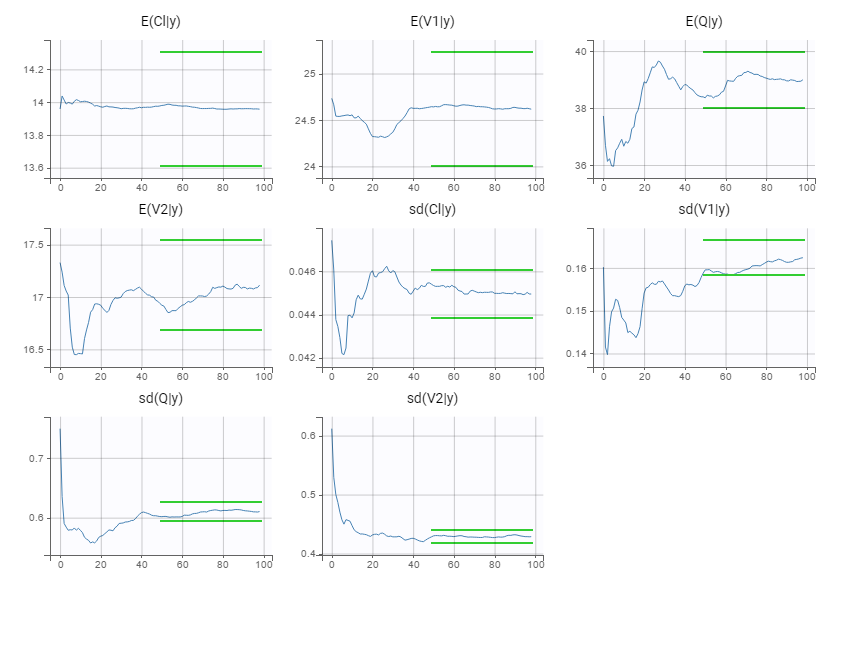 E(Cl|y) E(V1|y) E(Q|y)
14.2 25 40
14 24.5 38
13.8 24 36
13.6
0 20 40 60 80 100 0 20 40 60 80 100 0 20 40 60 80 100
E(V2|y) sd(Cl|y) sd(V1|y)
17.5 0.046 0.16
17 0.044 0.15
16.5 0.042 0.14
0 20 40 60 80 100 0 20 40 60 80 100 0 20 40 60 80 100
sd(Q|y) sd(V2|y)
0.7 0.6
0.6 0.5
0.4
0 20 40 60 80 100 0 20 40 60 80 100